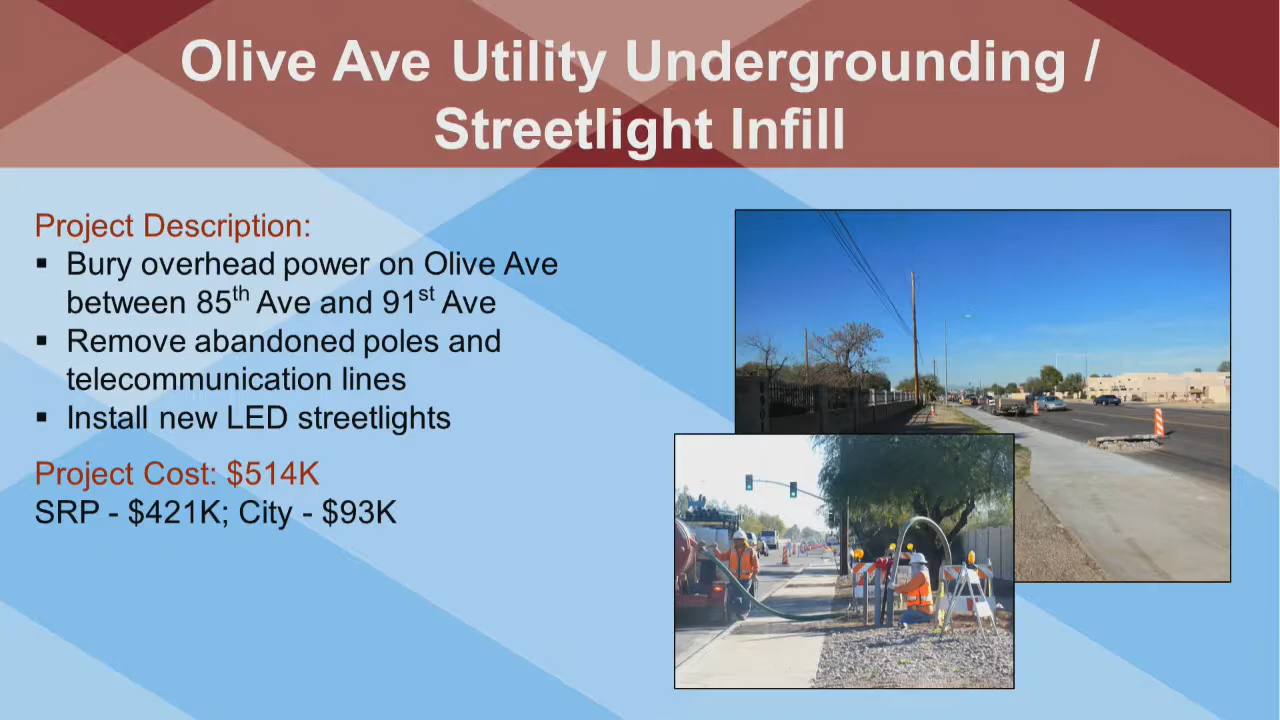 Olive Ave Utility Undergrounding /
Streetlight Infill
Project Description:
▪ Bury overhead power on Olive Ave
between 85th Ave and 91st Ave
▪ Remove abandoned poles and
telecommunication lines
▪ Install new LED streetlights
Project Cost: $514K
SRP - $421K; City - $93K